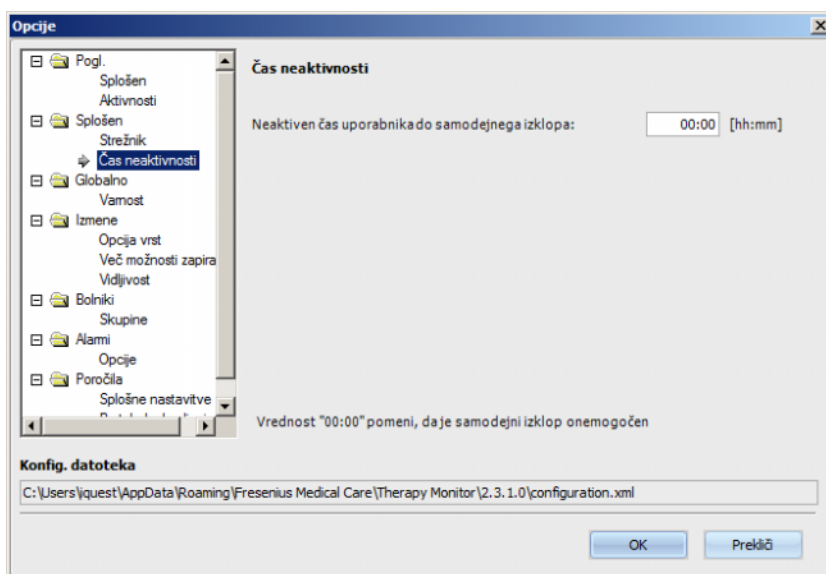 Opcije
Pogl.
Splošen
Aktivnosti
Splošen
Strežnik
Čas neaktivnosti
Globalno
Varnost
Izmene
Opcija vrst
Več možnosti zapira
Vidljivost
Bolniki
Skupine
Alarmi
Opcije
Poročila
Splošne nastavitve
Čas neaktivnosti
Neaktiven čas uporabnika do samodejnega izklopa: 00:00 [hh:mm]
Vrednost "00:00" pomeni, da je samodejni izklop onemogočen
Konfig. datoteka
C:\Users\iquest\AppData\Roaming\Fresenius Medical Care\Therapy Monitor\2.3.1.0\configuration.xml
OK Prekliči